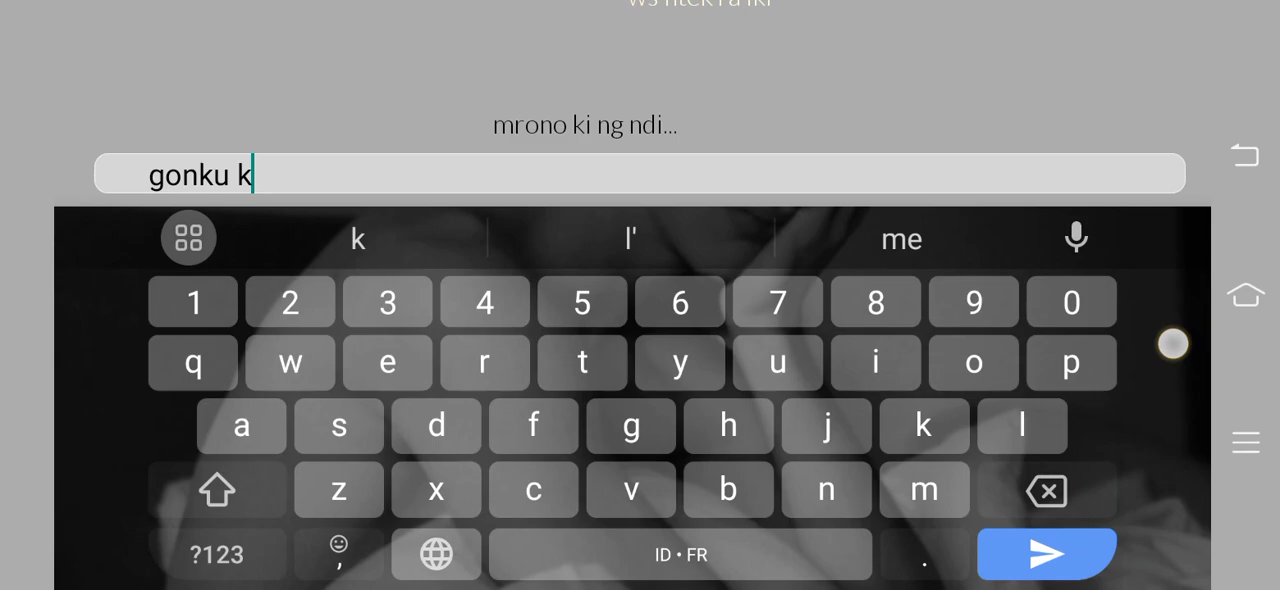 mrono ki ng ndi...
gonku k
k l' me
1 2 3 4 5 6 7 8 9 0
q w e r t y u i o p
a s d f g h j k l
z x c v b n m
?123 , ID • FR .